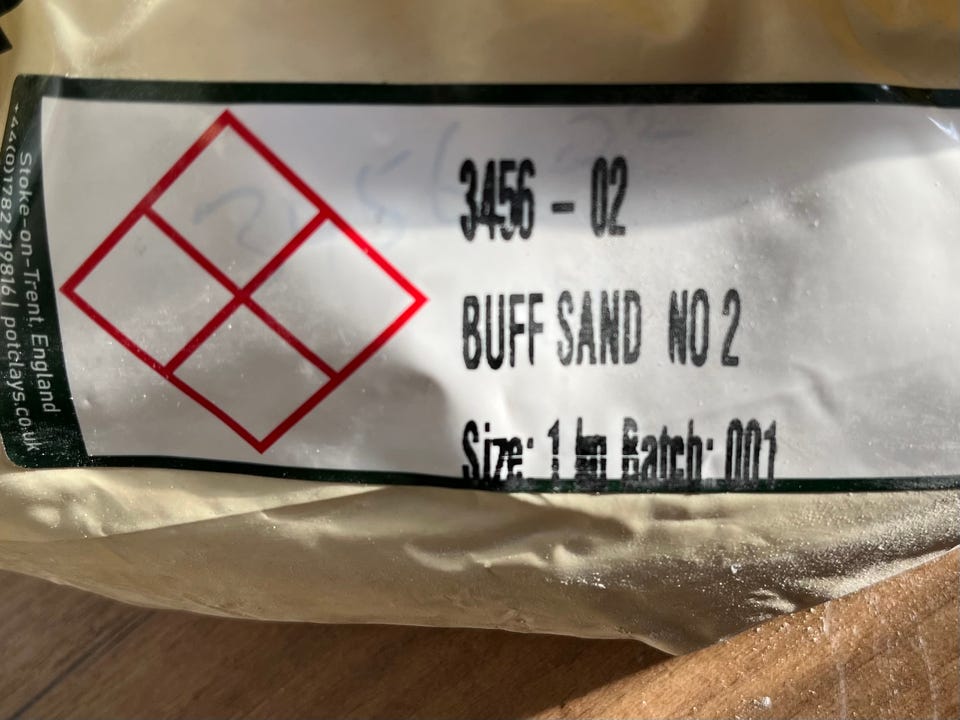 3456 - 02
BUFF SAND NO 2
Size: 1 kg Batch: 001
Stoke-on-Trent, England
+44(0)1782 219816 | potclays.co.uk